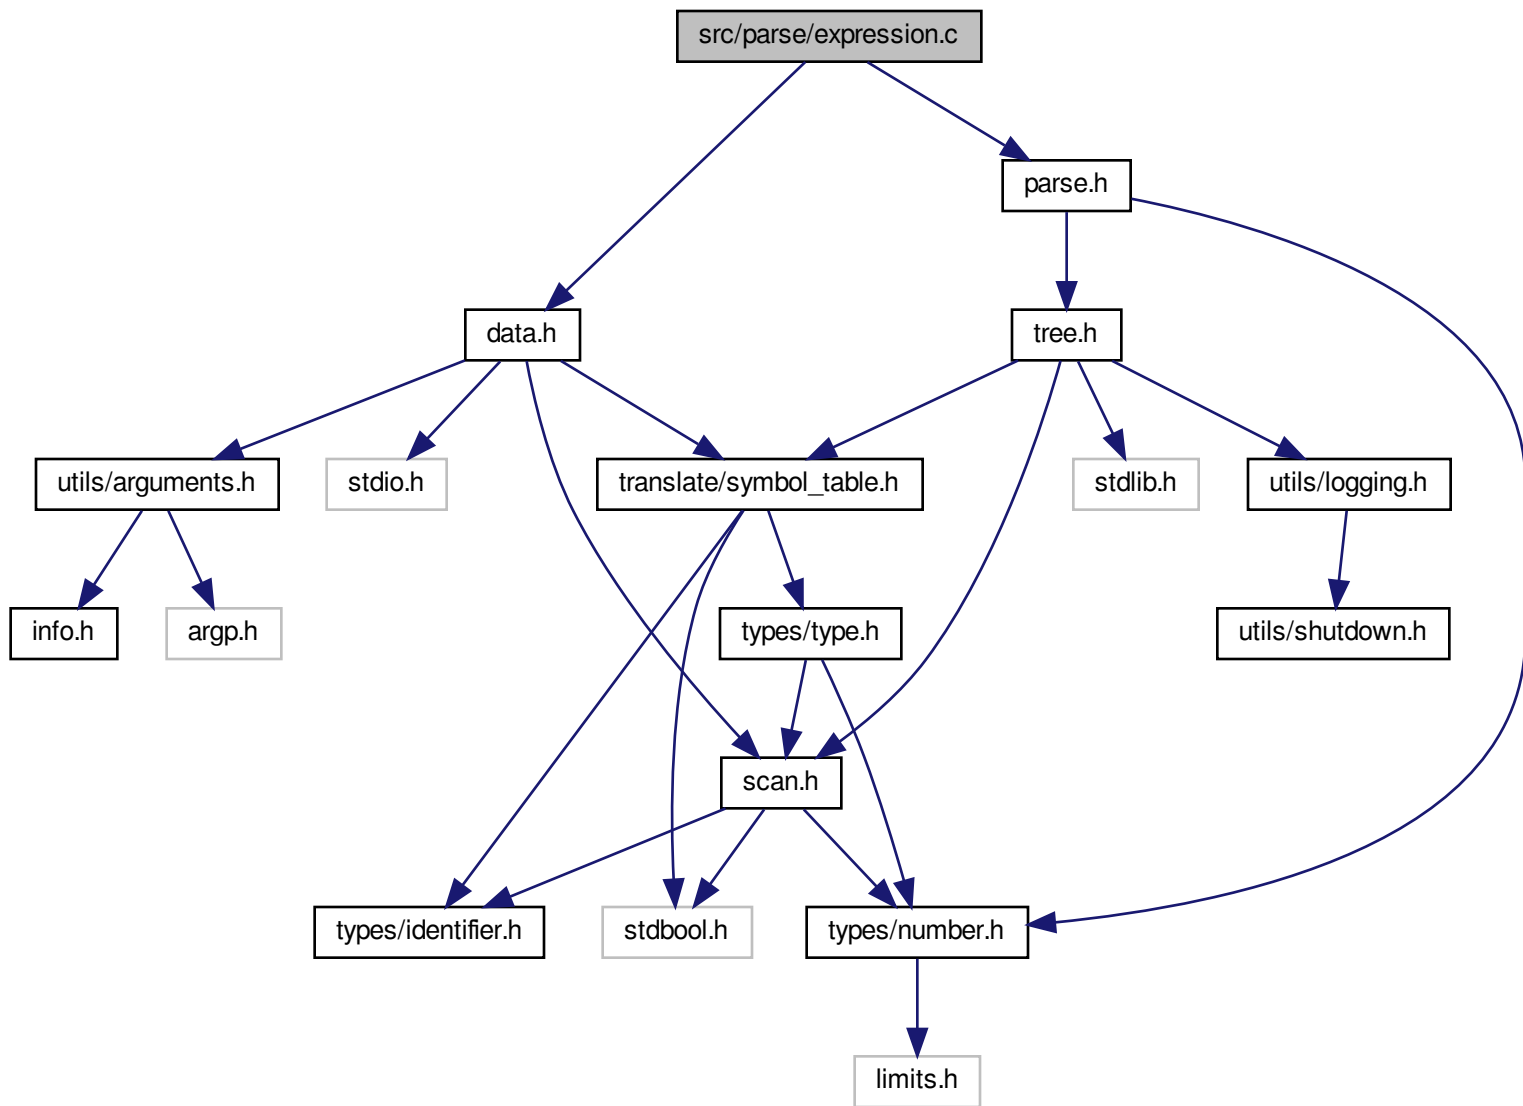 src/parse/expression.c
parse.h
data.h
tree.h
utils/arguments.h
stdio.h
translate/symbol_table.h
stdlib.h
utils/logging.h
info.h
argp.h
types/type.h
utils/shutdown.h
scan.h
types/identifier.h
stdbool.h
types/number.h
limits.h